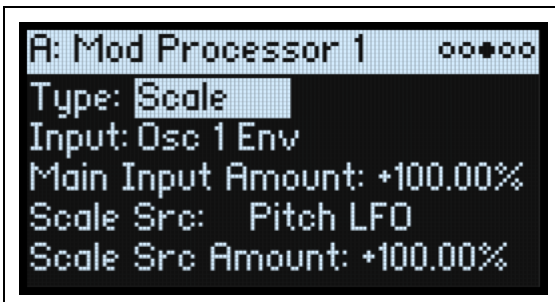 A: Mod Processor 1
Type: Scale
Input: Osc 1 Env
Main Input Amount: +100.00%
Scale Src: Pitch LFO
Scale Src Amount: +100.00%